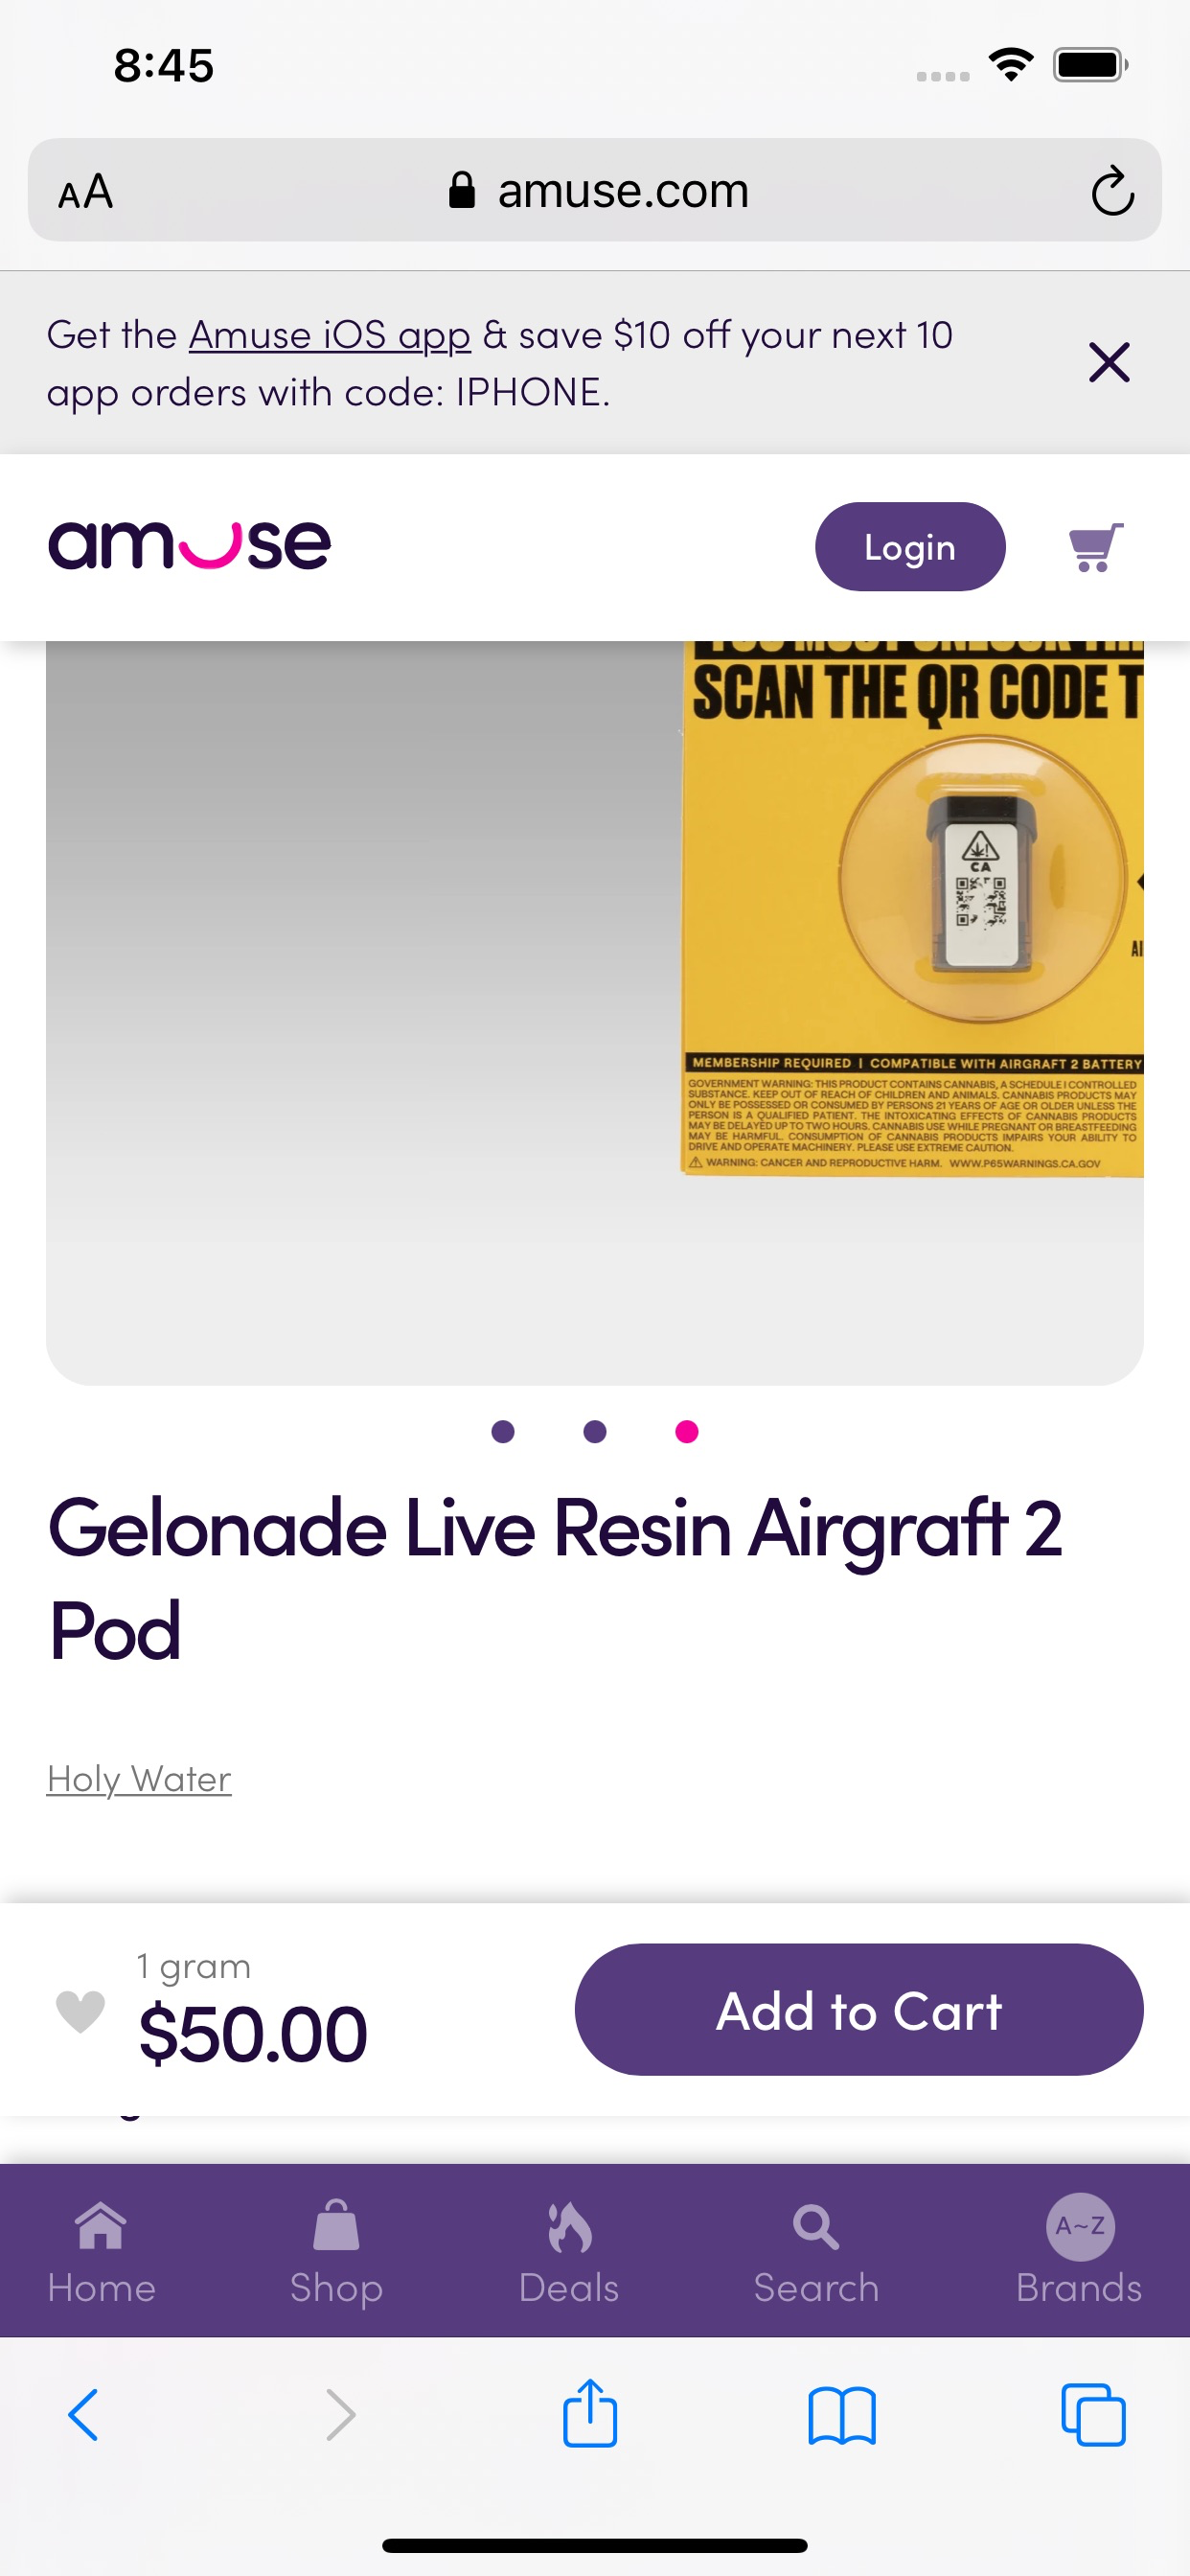 8:45
AA
amuse.com
Get the Amuse iOS app & save $10 off your next 10
app orders with code: IPHONE.
amuse
Login
SCAN THE QR CODE T
CA
AI
MEMBERSHIP REQUIRED | COMPATIBLE WITH AIRGRAFT 2 BATTERY
GOVERNMENT WARNING: THIS PRODUCT CONTAINS CANNABIS, A SCHEDULE I CONTROLLED
SUBSTANCE. KEEP OUT OF REACH OF CHILDREN AND ANIMALS. CANNABIS PRODUCTS MAY
ONLY BE POSSESSED OR CONSUMED BY PERSONS 21 YEARS OF AGE OR OLDER UNLESS THE
PERSON IS A QUALIFIED PATIENT. THE INTOXICATING EFFECTS OF CANNABIS PRODUCTS
MAY BE DELAYED UP TO TWO HOURS. CANNABIS USE WHILE PREGNANT OR BREASTFEEDING
MAY BE HARMFUL. CONSUMPTION OF CANNABIS PRODUCTS IMPAIRS YOUR ABILITY TO
DRIVE AND OPERATE MACHINERY. PLEASE USE EXTREME CAUTION.
WARNING: CANCER AND REPRODUCTIVE HARM. WWW.P65WARNINGS.CA.GOV
Gelonade Live Resin Airgraft 2
Pod
Holy Water
1 gram
$50.00
Add to Cart
Home
Shop
Deals
Search
A~Z
Brands